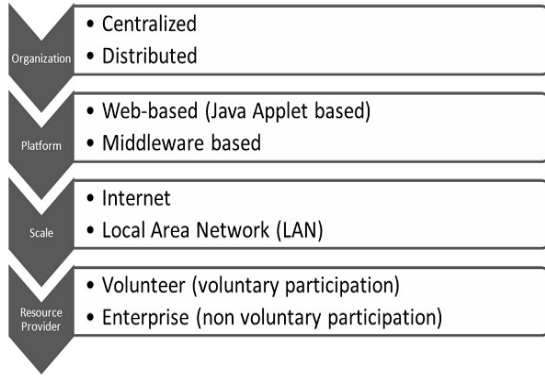 Organization
• Centralized
• Distributed
Platform
• Web-based (Java Applet based)
• Middleware based
Scale
• Internet
• Local Area Network (LAN)
Resource
Provider
• Volunteer (voluntary participation)
• Enterprise (non voluntary participation)